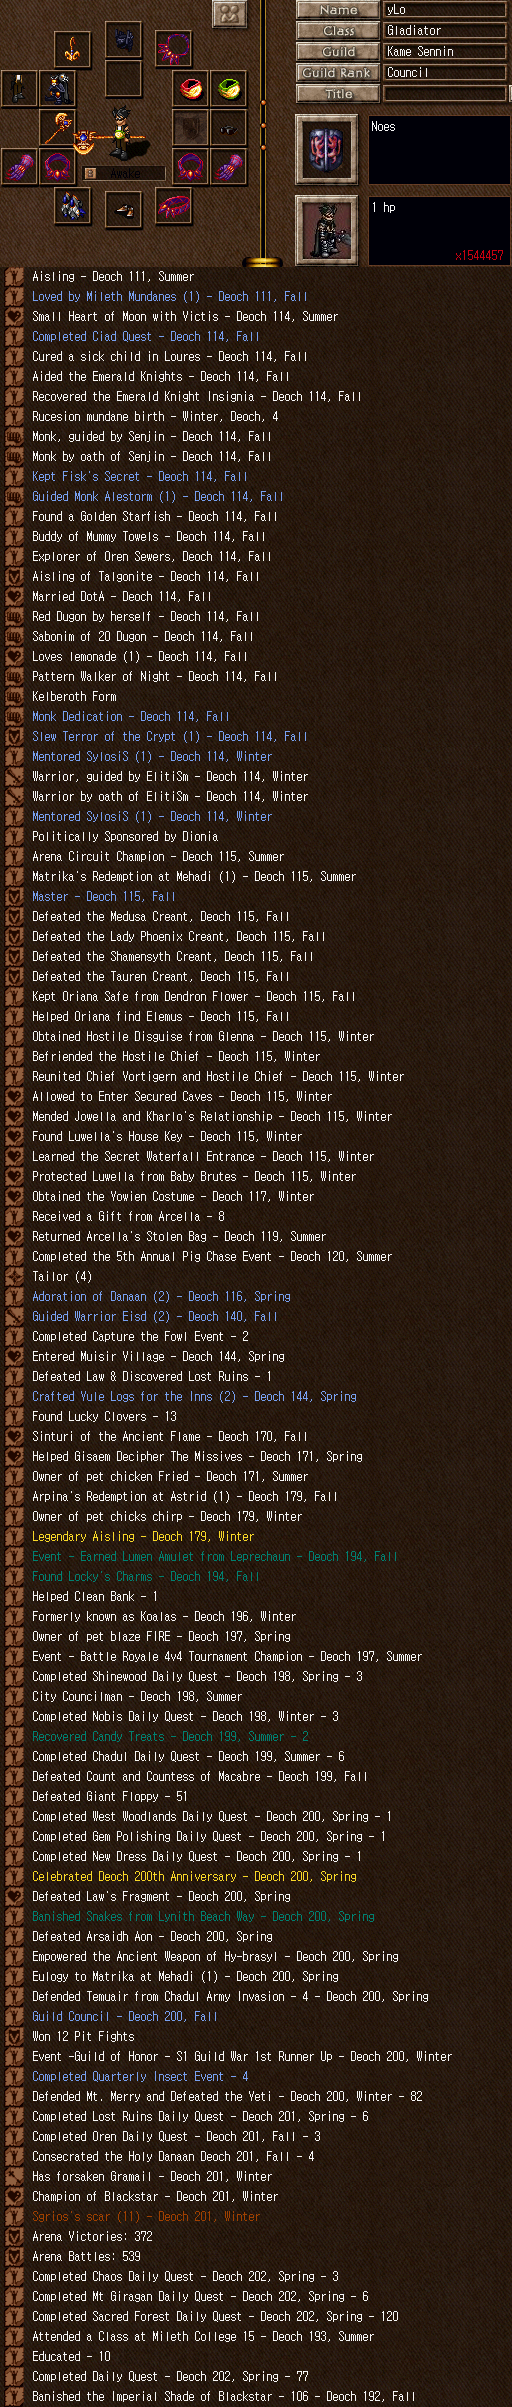 Name yLo
Class Gladiator
Guild Kame Sennin
Guild Rank Council
Title
Noes
Awake
1 hp
x1544457
Aisling - Deoch 111, Summer
Loved by Mileth Mundanes (1) - Deoch 111, Fall
Small Heart of Moon with Victis - Deoch 114, Summer
Completed Ciad Quest - Deoch 114, Fall
Cured a sick child in Loures - Deoch 114, Fall
Aided the Emerald Knights - Deoch 114, Fall
Recovered the Emerald Knight Insignia - Deoch 114, Fall
Rucesion mundane birth - Winter, Deoch, 4
Monk, guided by Senjin - Deoch 114, Fall
Monk by oath of Senjin - Deoch 114, Fall
Kept Fisk's Secret - Deoch 114, Fall
Guided Monk Alestorm (1) - Deoch 114, Fall
Found a Golden Starfish - Deoch 114, Fall
Buddy of Mummy Towels - Deoch 114, Fall
Explorer of Oren Sewers, Deoch 114, Fall
Aisling of Talgonite - Deoch 114, Fall
Married DotA - Deoch 114, Fall
Red Dugon by herself - Deoch 114, Fall
Sabonim of 20 Dugon - Deoch 114, Fall
Loves lemonade (1) - Deoch 114, Fall
Pattern Walker of Night - Deoch 114, Fall
Kelberoth Form
Monk Dedication - Deoch 114, Fall
Slew Terror of the Crypt (1) - Deoch 114, Fall
Mentored SylosiS (1) - Deoch 114, Winter
Warrior, guided by ElitiSm - Deoch 114, Winter
Warrior by oath of ElitiSm - Deoch 114, Winter
Mentored SylosiS (1) - Deoch 114, Winter
Politically Sponsored by Dionia
Arena Circuit Champion - Deoch 115, Summer
Matrika's Redemption at Mehadi (1) - Deoch 115, Summer
Master - Deoch 115, Fall
Defeated the Medusa Creant, Deoch 115, Fall
Defeated the Lady Phoenix Creant, Deoch 115, Fall
Defeated the Shamensyth Creant, Deoch 115, Fall
Defeated the Tauren Creant, Deoch 115, Fall
Kept Oriana Safe from Dendron Flower - Deoch 115, Fall
Helped Oriana find Elemus - Deoch 115, Fall
Obtained Hostile Disguise from Glenna - Deoch 115, Winter
Befriended the Hostile Chief - Deoch 115, Winter
Reunited Chief Vortigern and Hostile Chief - Deoch 115, Winter
Allowed to Enter Secured Caves - Deoch 115, Winter
Mended Jowella and Kharlo's Relationship - Deoch 115, Winter
Found Luwella's House Key - Deoch 115, Winter
Learned the Secret Waterfall Entrance - Deoch 115, Winter
Protected Luwella from Baby Brutes - Deoch 115, Winter
Obtained the Yowien Costume - Deoch 117, Winter
Received a Gift from Arcella - 8
Returned Arcella's Stolen Bag - Deoch 119, Summer
Completed the 5th Annual Pig Chase Event - Deoch 120, Summer
Tailor (4)
Adoration of Danaan (2) - Deoch 116, Spring
Guided Warrior Eisd (2) - Deoch 140, Fall
Completed Capture the Fowl Event - 2
Entered Muisir Village - Deoch 144, Spring
Defeated Law & Discovered Lost Ruins - 1
Crafted Yule Logs for the Inns (2) - Deoch 144, Spring
Found Lucky Clovers - 13
Sinturi of the Ancient Flame - Deoch 170, Fall
Helped Gisaem Decipher The Missives - Deoch 171, Spring
Owner of pet chicken Fried - Deoch 171, Summer
Arpina's Redemption at Astrid (1) - Deoch 179, Fall
Owner of pet chicks chirp - Deoch 179, Winter
Legendary Aisling - Deoch 179, Winter
Event - Earned Lumen Amulet from Leprechaun - Deoch 194, Fall
Found Locky's Charms - Deoch 194, Fall
Helped Clean Bank - 1
Formerly known as Koalas - Deoch 196, Winter
Owner of pet blaze FIRE - Deoch 197, Spring
Event - Battle Royale 4v4 Tournament Champion - Deoch 197, Summer
Completed Shinewood Daily Quest - Deoch 198, Spring - 3
City Councilman - Deoch 198, Summer
Completed Nobis Daily Quest - Deoch 198, Winter - 3
Recovered Candy Treats - Deoch 199, Summer - 2
Completed Chadul Daily Quest - Deoch 199, Summer - 6
Defeated Count and Countess of Macabre - Deoch 199, Fall
Defeated Giant Floppy - 51
Completed West Woodlands Daily Quest - Deoch 200, Spring - 1
Completed Gem Polishing Daily Quest - Deoch 200, Spring - 1
Completed New Dress Daily Quest - Deoch 200, Spring - 1
Celebrated Deoch 200th Anniversary - Deoch 200, Spring
Defeated Law's Fragment - Deoch 200, Spring
Banished Snakes from Lynith Beach Way - Deoch 200, Spring
Defeated Arsaidh Aon - Deoch 200, Spring
Empowered the Ancient Weapon of Hy-brasyl - Deoch 200, Spring
Eulogy to Matrika at Mehadi (1) - Deoch 200, Spring
Defended Temuair from Chadul Army Invasion - 4 - Deoch 200, Spring
Guild Council - Deoch 200, Fall
Won 12 Pit Fights
Event -Guild of Honor - S1 Guild War 1st Runner Up - Deoch 200, Winter
Completed Quarterly Insect Event - 4
Defended Mt. Merry and Defeated the Yeti - Deoch 200, Winter - 82
Completed Lost Ruins Daily Quest - Deoch 201, Spring - 6
Completed Oren Daily Quest - Deoch 201, Fall - 3
Consecrated the Holy Danaan Deoch 201, Fall - 4
Has forsaken Gramail - Deoch 201, Winter
Champion of Blackstar - Deoch 201, Winter
Sgrios's scar (11) - Deoch 201, Winter
Arena Victories: 372
Arena Battles: 539
Completed Chaos Daily Quest - Deoch 202, Spring - 3
Completed Mt Giragan Daily Quest - Deoch 202, Spring - 6
Completed Sacred Forest Daily Quest - Deoch 202, Spring - 120
Attended a Class at Mileth College 15 - Deoch 193, Summer
Educated - 10
Completed Daily Quest - Deoch 202, Spring - 77
Banished the Imperial Shade of Blackstar - 106 - Deoch 192, Fall